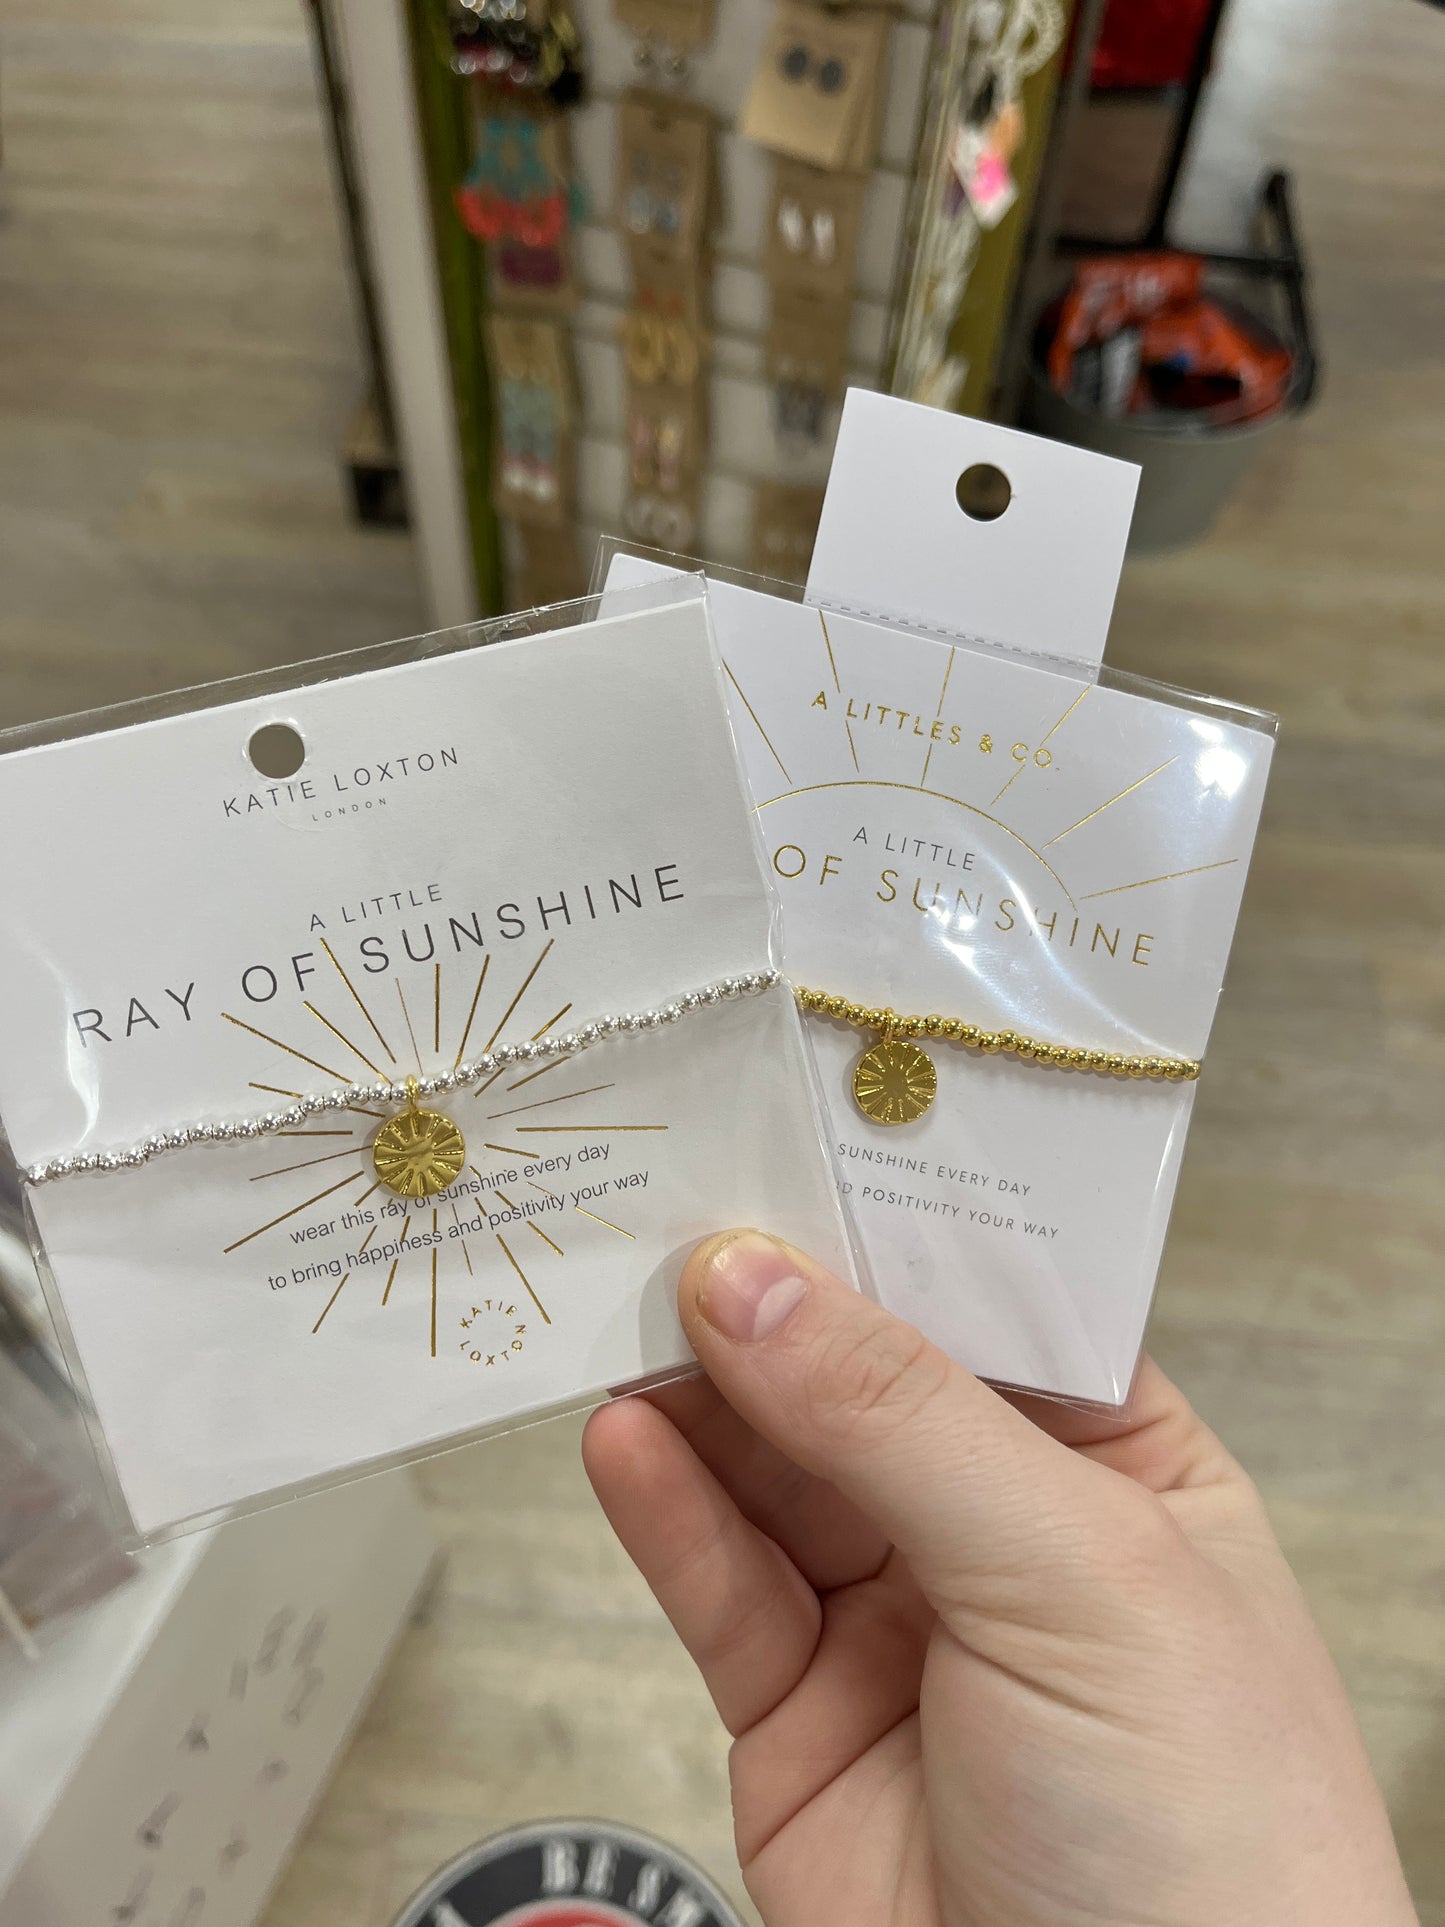 KATIE LOXTON
LONDON
A LITTLE
RAY OF SUNSHINE
wear this ray of sunshine every day
to bring happiness and positivity your way
KATIE LOXTON
A LITTLES & CO.
A LITTLE
OF SUNSHINE
SUNSHINE EVERY DAY
POSITIVITY YOUR WAY
BE